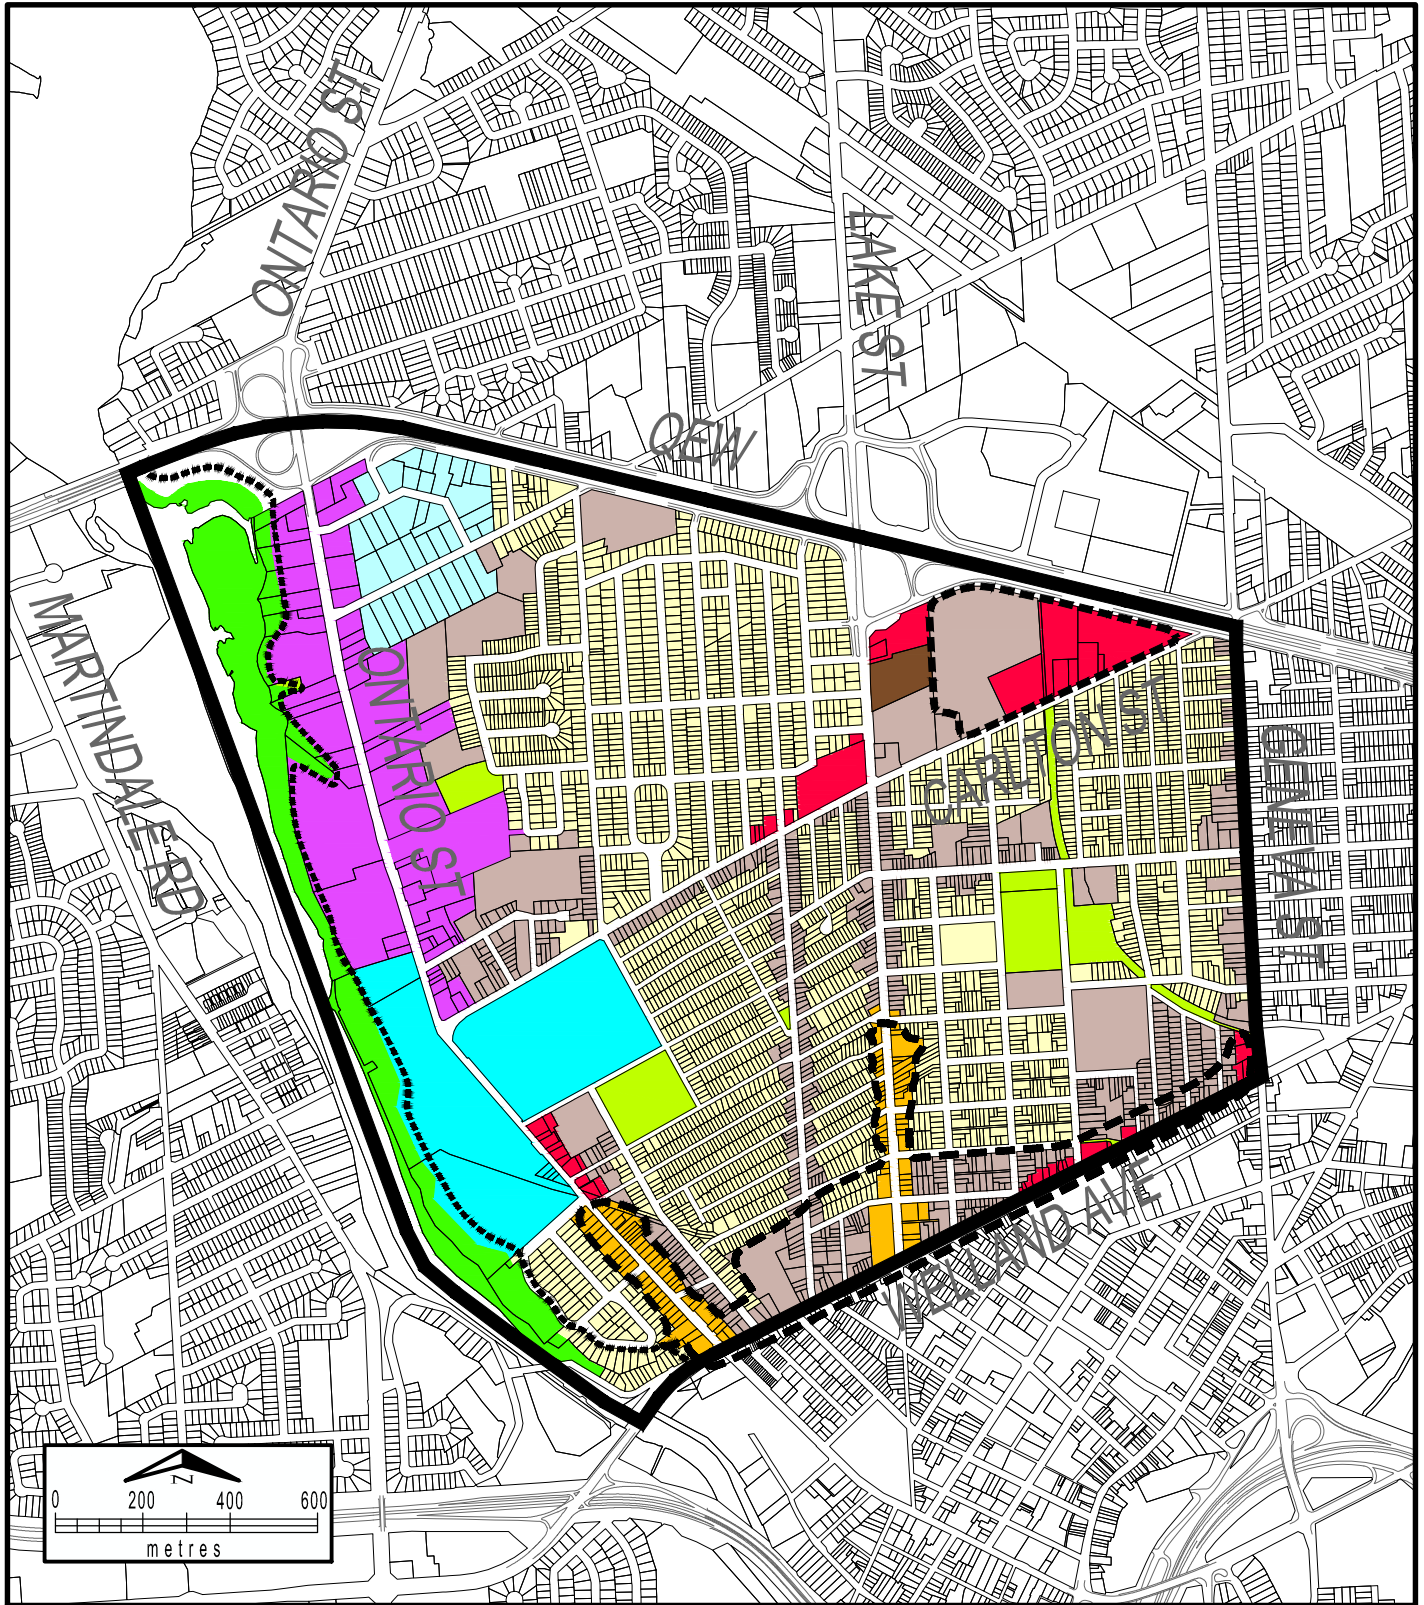 ONTARIO ST
LAKE ST
QEW
MARTINDALE RD
ONTARIO ST
CARLTON ST
GENEVA ST
WELLAND AVE
N
0 200 400 600
metres